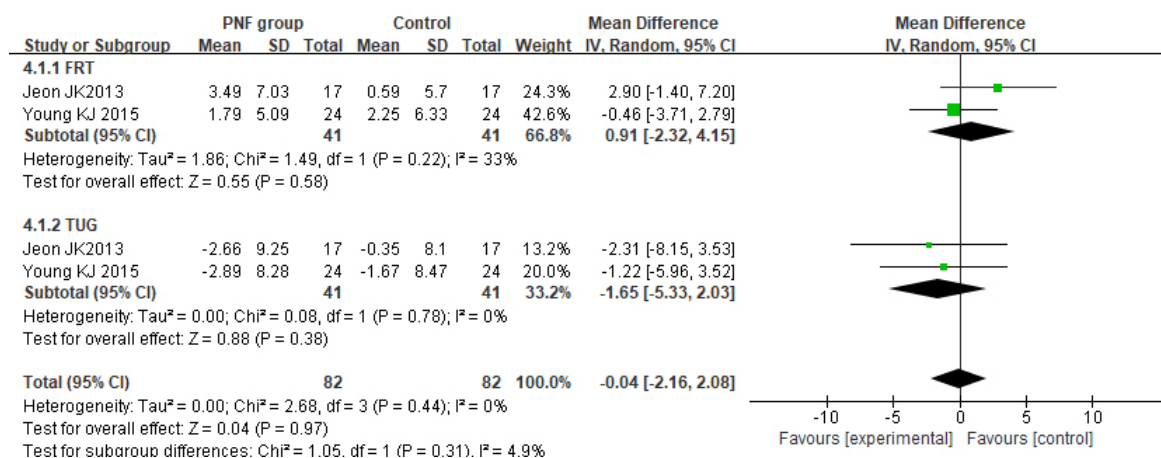 PNF group Control Mean Difference Mean Difference
Study or Subgroup Mean SD Total Mean SD Total Weight IV, Random, 95% CI IV, Random, 95% CI
4.1.1 FRT
Jeon JK2013 3.49 7.03 17 0.59 5.7 17 24.3% 2.90 [-1.40, 7.20]
Young KJ 2015 1.79 5.09 24 2.25 6.33 24 42.6% -0.46 [-3.71, 2.79]
Subtotal (95% CI) 41 41 66.8% 0.91 [-2.32, 4.15]
Heterogeneity: Tau² = 1.86; Chi² = 1.49, df = 1 (P = 0.22); I² = 33%
Test for overall effect: Z = 0.55 (P = 0.58)
4.1.2 TUG
Jeon JK2013 -2.66 9.25 17 -0.35 8.1 17 13.2% -2.31 [-8.15, 3.53]
Young KJ 2015 -2.89 8.28 24 -1.67 8.47 24 20.0% -1.22 [-5.96, 3.52]
Subtotal (95% CI) 41 41 33.2% -1.65 [-5.33, 2.03]
Heterogeneity: Tau² = 0.00; Chi² = 0.08, df = 1 (P = 0.78); I² = 0%
Test for overall effect: Z = 0.88 (P = 0.38)
Total (95% CI) 82 82 100.0% -0.04 [-2.16, 2.08]
Heterogeneity: Tau² = 0.00; Chi² = 2.68, df = 3 (P = 0.44); I² = 0%
Test for overall effect: Z = 0.04 (P = 0.97)
Test for subgroup differences: Chi² = 1.05, df = 1 (P = 0.31), I² = 4.9%
-10 -5 0 5 10
Favours [experimental] Favours [control]